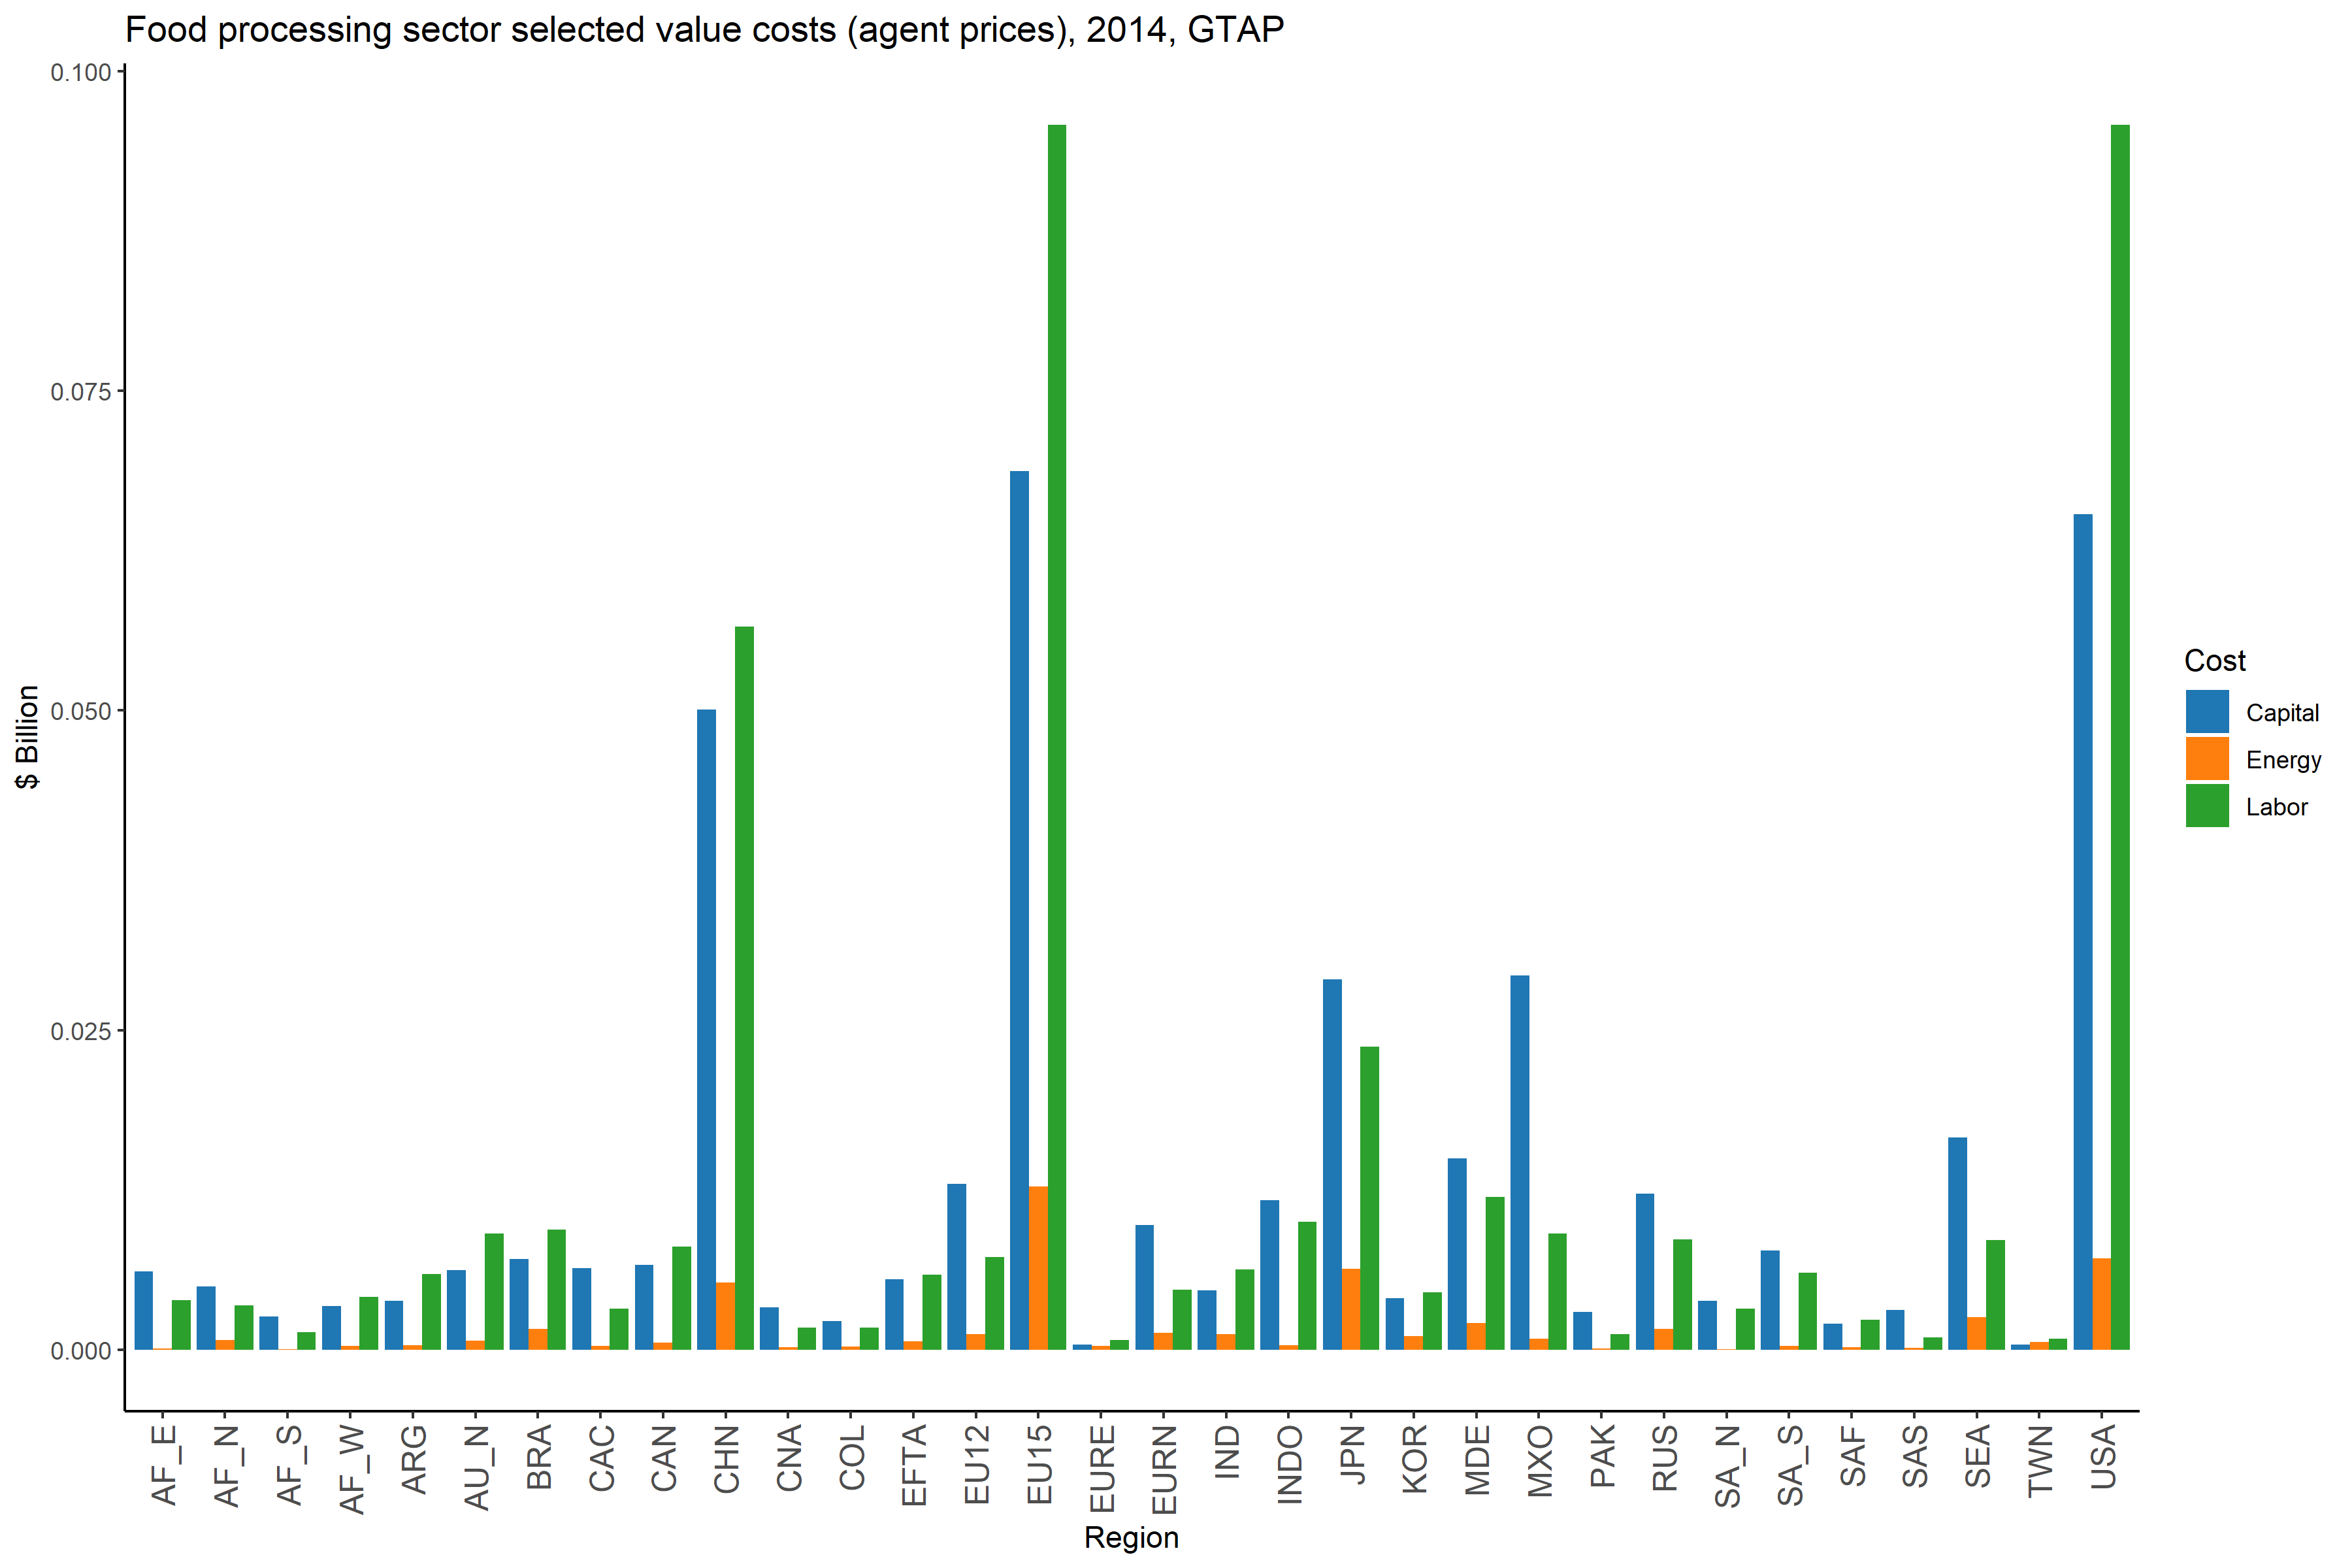 Food processing sector selected value costs (agent prices), 2014, GTAP
0.100
0.075
0.050
0.025
0.000
$ Billion
AF_E
AF_N
AF_S
AF_W
ARG
AU_N
BRA
CAC
CAN
CHN
CNA
COL
EFTA
EU12
EU15
EURE
EURN
IND
INDO
JPN
KOR
MDE
MXO
PAK
RUS
SA_N
SA_S
SAF
SAS
SEA
TWN
USA
Region
Cost
Capital
Energy
Labor